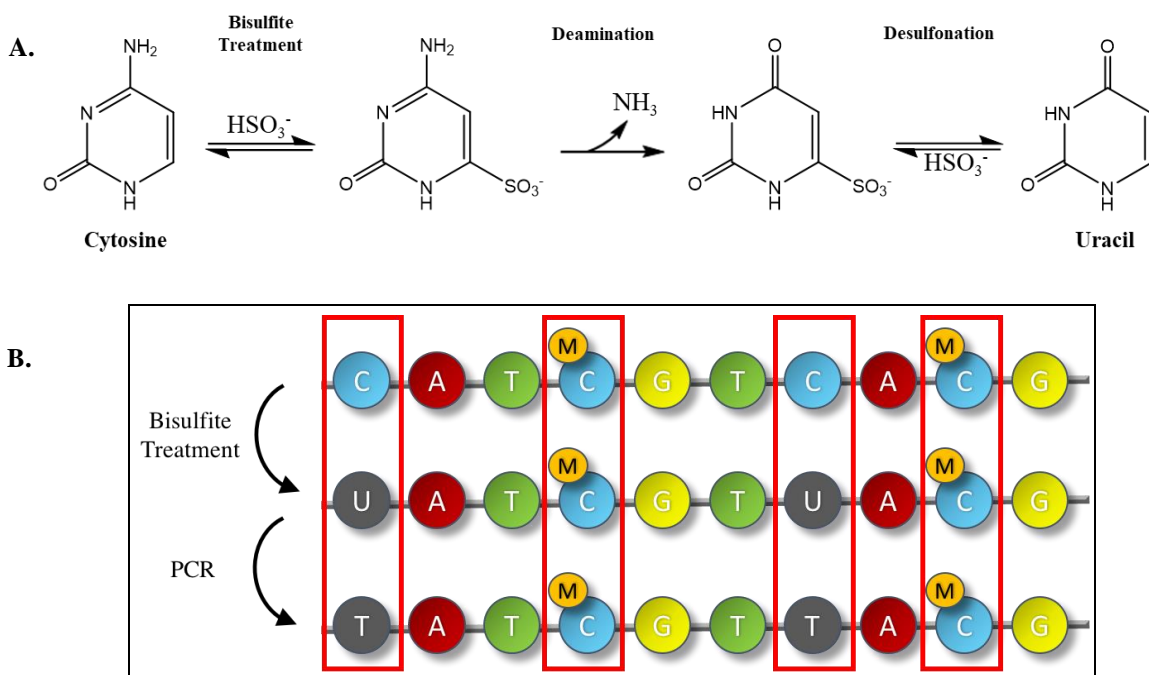 A.
Bisulfite
Treatment
Deamination
Desulfonation
NH2
N
O
N
H
Cytosine
HSO3-
NH2
N
O
N
H
SO3-
NH3
O
HN
O
N
H
SO3-
HSO3-
O
HN
O
N
H
Uracil
B.
M M
C A T C G T C A C G
Bisulfite
Treatment
M M
U A T C G T U A C G
PCR
M M
T A T C G T T A C G